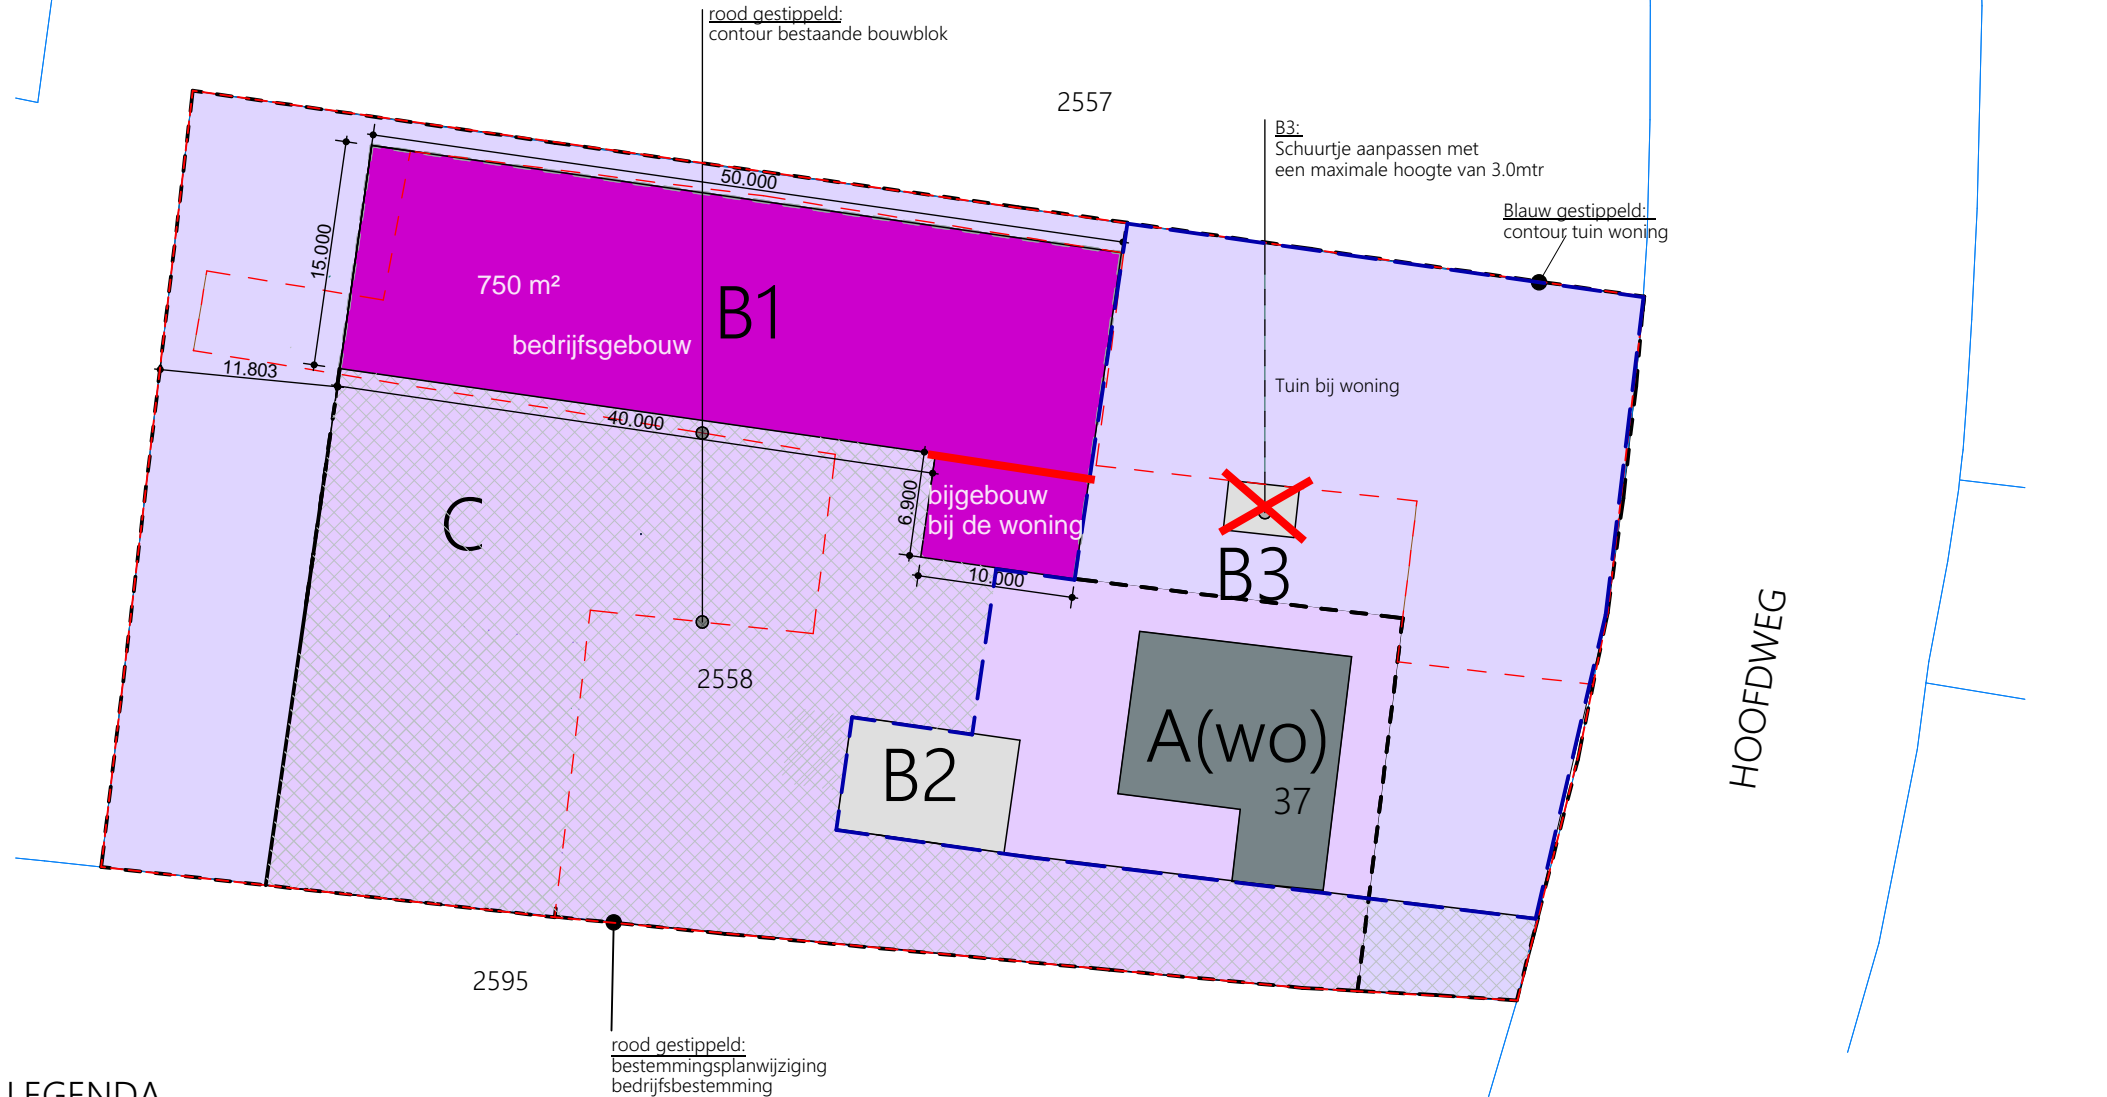 rood gestippeld:
contour bestaande bouwblok
2557
B3:
Schuurtje aanpassen met
een maximale hoogte van 3.0mtr
Blauw gestippeld:
contour tuin woning
50.000
15.000
750 m²
B1
bedrijfsgebouw
11.803
40.000
Tuin bij woning
C
6.900
bijgebouw
bij de woning
10.000
B3
HOOFDWEG
2558
A(wo)
B2
37
2595
rood gestippeld:
bestemmingsplanwijziging
bedrijfsbestemming
LEGENDA